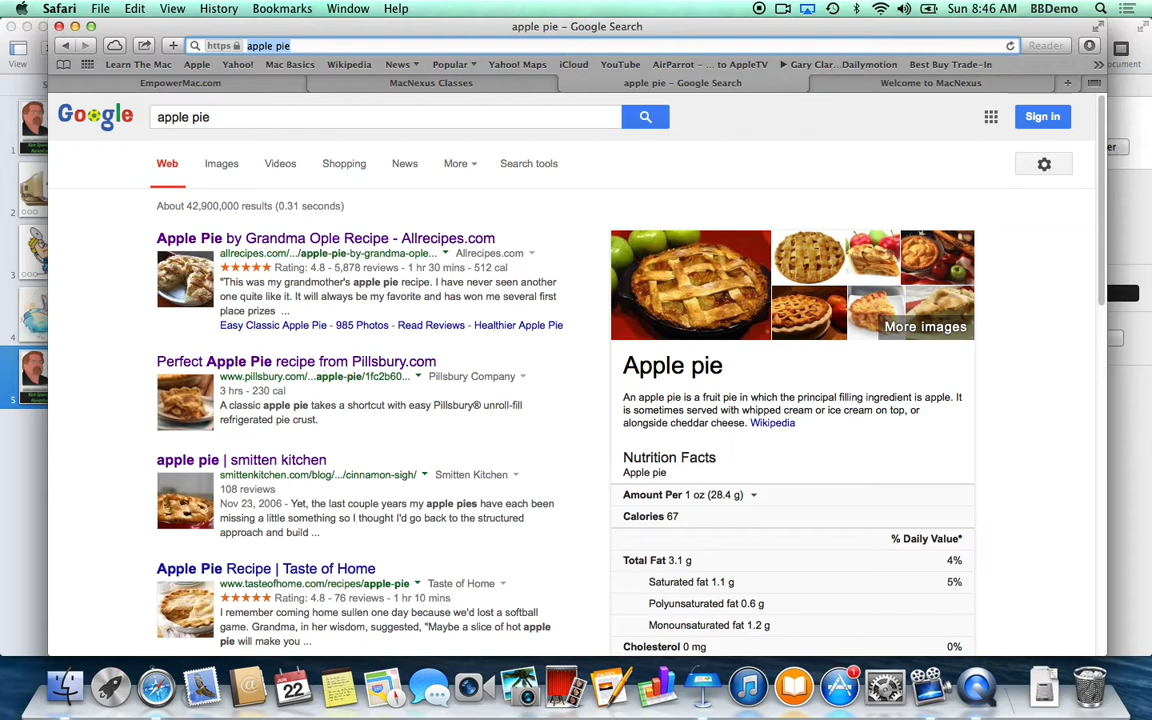 Safari File Edit View History Bookmarks Window Help Sun 8:46 AM BBDemo
apple pie – Google Search
https apple pie Reader
View
Learn The Mac Apple Yahoo! Mac Basics Wikipedia News Popular Yahoo! Maps iCloud YouTube AirParrot – ... to AppleTV Gary Clar...Dailymotion Best Buy Trade-In
EmpowerMac.com MacNexus Classes apple pie – Google Search Welcome to MacNexus
Google apple pie Sign in
Web Images Videos Shopping News More Search tools
About 42,900,000 results (0.31 seconds)
Apple Pie by Grandma Ople Recipe - Allrecipes.com
allrecipes.com/.../apple-pie-by-grandma-ople... Allrecipes.com
★★★★★ Rating: 4.8 - 5,878 reviews - 1 hr 30 mins - 512 cal
"This was my grandmother's apple pie recipe. I have never seen another
one quite like it. It will always be my favorite and has won me several first
place prizes ...
Easy Classic Apple Pie - 985 Photos - Read Reviews - Healthier Apple Pie
Perfect Apple Pie recipe from Pillsbury.com
www.pillsbury.com/...apple-pie/1fc2b60... Pillsbury Company
3 hrs - 230 cal
A classic apple pie takes a shortcut with easy Pillsbury® unroll-fill
refrigerated pie crust.
apple pie | smitten kitchen
smittenkitchen.com/blog/.../cinnamon-sigh/ Smitten Kitchen
108 reviews
Nov 23, 2006 - Yet, the last couple years my apple pies have each been
missing a little something so I thought I'd go back to the structured
approach and build ...
Apple Pie Recipe | Taste of Home
www.tasteofhome.com/recipes/apple-pie Taste of Home
★★★★★ Rating: 4.8 - 76 reviews - 1 hr 10 mins
I remember coming home sullen one day because we'd lost a softball
game. Grandma, in her wisdom, suggested, "Maybe a slice of hot apple
pie will make you ...
More images
Apple pie
An apple pie is a fruit pie in which the principal filling ingredient is apple. It
is sometimes served with whipped cream or ice cream on top, or
alongside cheddar cheese. Wikipedia
Nutrition Facts
Apple pie
Amount Per 1 oz (28.4 g)
Calories 67
% Daily Value*
Total Fat 3.1 g 4%
Saturated fat 1.1 g 5%
Polyunsaturated fat 0.6 g
Monounsaturated fat 1.2 g
Cholesterol 0 mg 0%
1
2
3
4
5
JUN
22
1